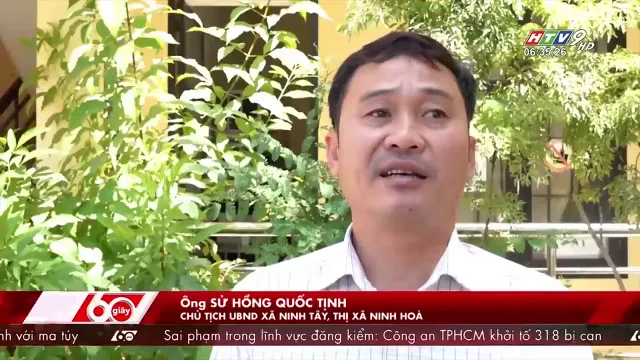 HTV9 HD
06:35:26
Ông SỬ HỒNG QUỐC TỊNH
CHỦ TỊCH UBND XÃ NINH TÂY, THỊ XÃ NINH HOÀ
60 giây
nh với ma túy 60 Sai phạm trong lĩnh vực đăng kiểm: Công an TPHCM khởi tố 318 bị can